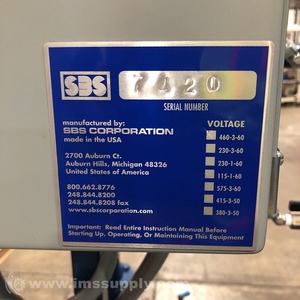 SBS
7420
SERIAL NUMBER
manufactured by:
SBS CORPORATION
made in the USA
2700 Auburn Ct.
Auburn Hills, Michigan 48326
United States of America
800.662.8776
248.844.8200
248.844.8208 fax
www.sbscorporation.com
VOLTAGE
460-3-60
230-3-60
230-1-60
115-1-60
575-3-60
415-3-50
380-3-50
Important: Read Entire Instruction Manual Before
Starting Up, Operating, Or Maintaining This Equipment
© www.imssupply.com